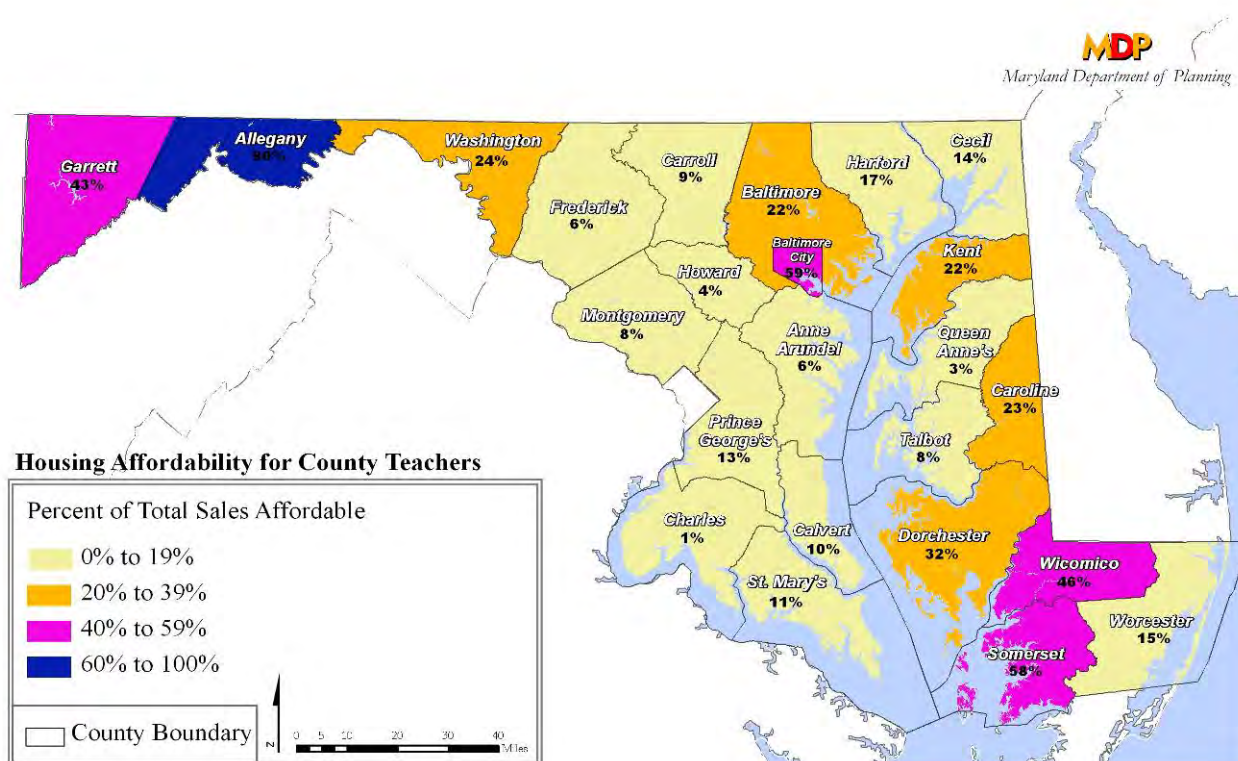 MDP
Maryland Department of Planning
Garrett
43%
Allegany
90%
Washington
24%
Frederick
6%
Carroll
9%
Baltimore
22%
Baltimore
City
59%
Harford
17%
Cecil
14%
Howard
4%
Montgomery
8%
Anne
Arundel
6%
Kent
22%
Queen
Anne's
3%
Caroline
23%
Talbot
8%
Prince
George's
13%
Charles
1%
Calvert
10%
St. Mary's
11%
Dorchester
32%
Wicomico
46%
Somerset
58%
Worcester
15%
Housing Affordability for County Teachers
Percent of Total Sales Affordable
0% to 19%
20% to 39%
40% to 59%
60% to 100%
County Boundary
N
0 10 20 30 40
Miles